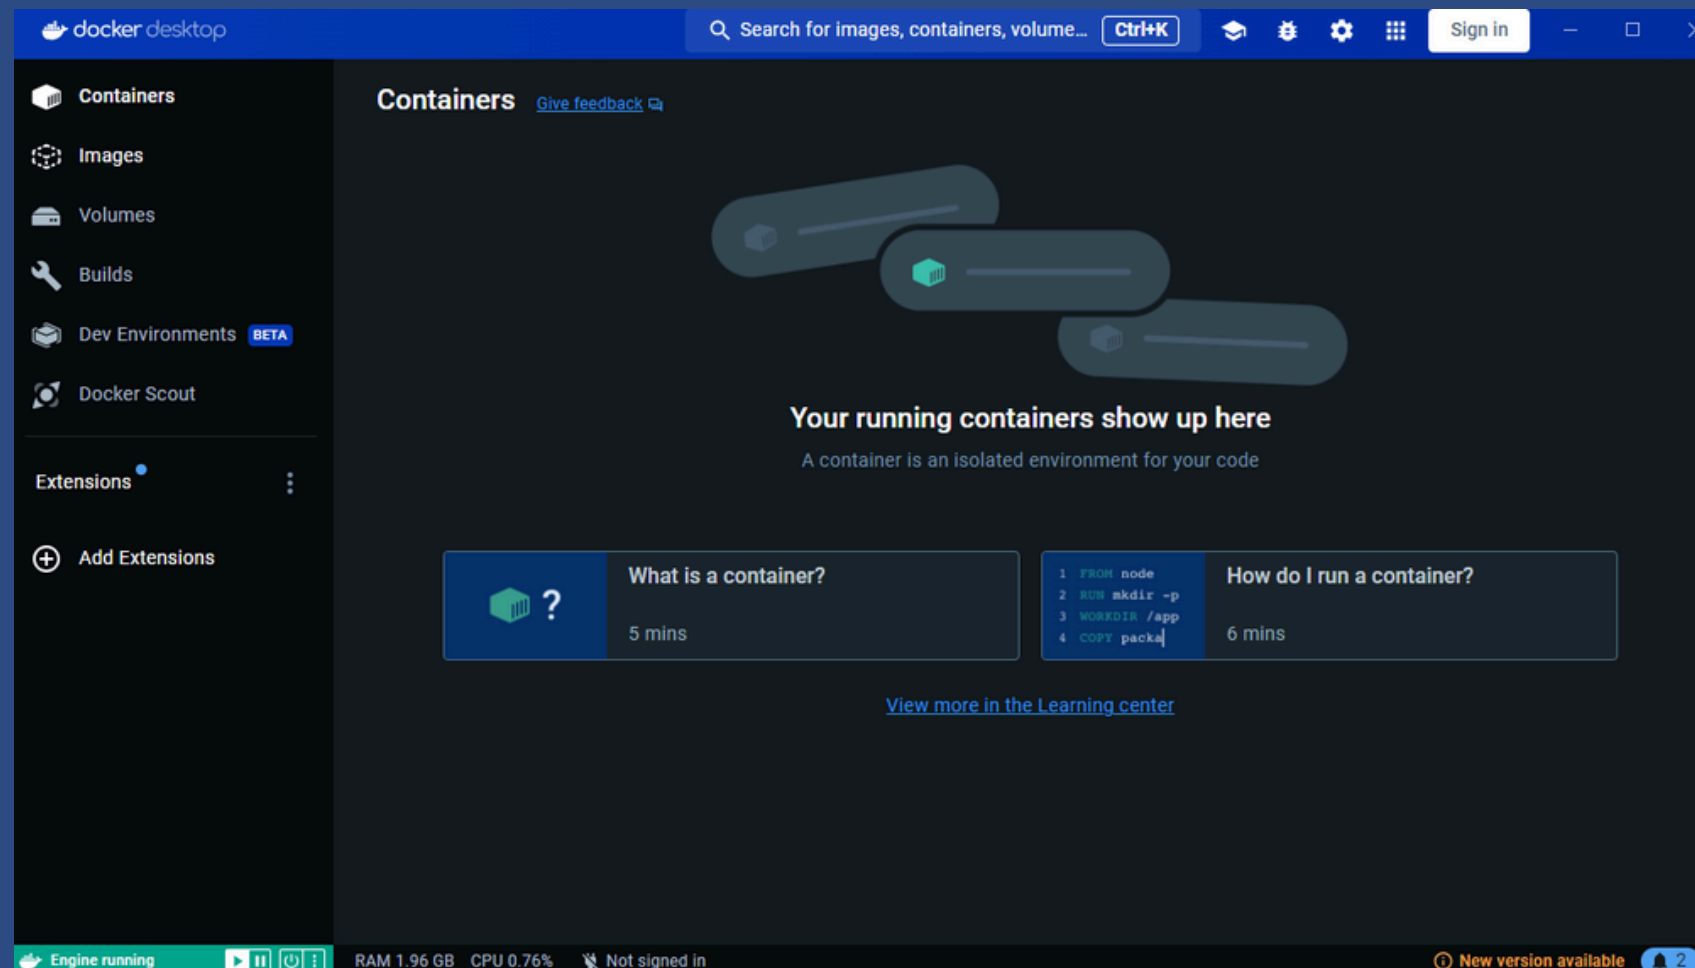 docker desktop
Search for images, containers, volume... Ctrl+K
Sign in
Containers
Images
Volumes
Builds
Dev Environments BETA
Docker Scout
Extensions
Add Extensions
Containers Give feedback
Your running containers show up here
A container is an isolated environment for your code
?
What is a container?
5 mins
1 FROM node
2 RUN mkdir -p
3 WORKDIR /app
4 COPY packa
How do I run a container?
6 mins
View more in the Learning center
Engine running
RAM 1.96 GB CPU 0.76% Not signed in
New version available 2